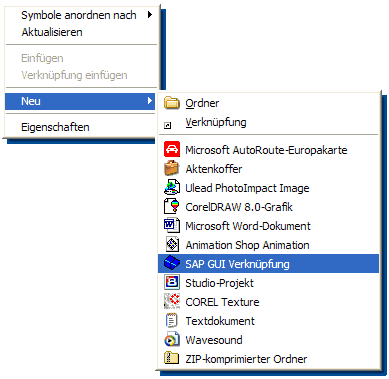 Symbole anordnen nach
Aktualisieren
Einfügen
Verknüpfung einfügen
Neu
Eigenschaften
Ordner
Verknüpfung
Microsoft AutoRoute-Europakarte
Aktenkoffer
Ulead PhotoImpact Image
CorelDRAW 8.0-Grafik
Microsoft Word-Dokument
Animation Shop Animation
SAP GUI Verknüpfung
Studio-Projekt
COREL Texture
Textdokument
Wavesound
ZIP-komprimierter Ordner